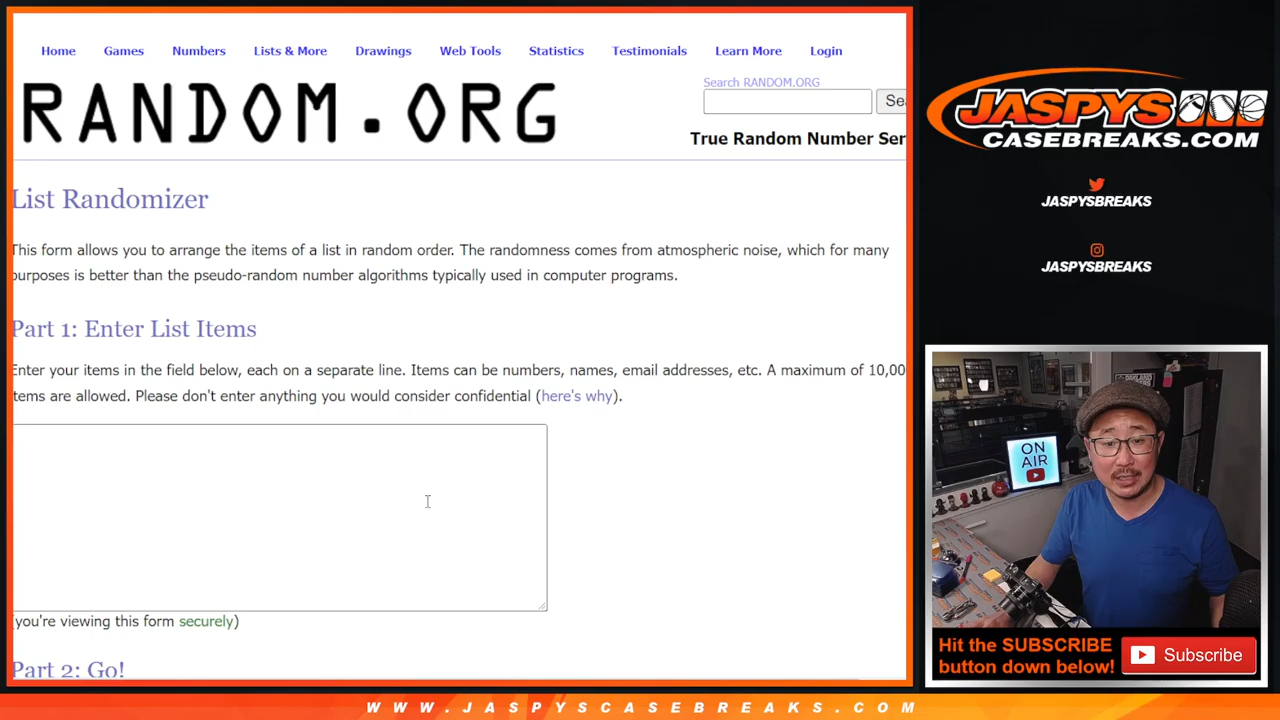 Home Games Numbers Lists & More Drawings Web Tools Statistics Testimonials Learn More Login
RANDOM.ORG
Search RANDOM.ORG
Sea
True Random Number Ser
List Randomizer
This form allows you to arrange the items of a list in random order. The randomness comes from atmospheric noise, which for many
purposes is better than the pseudo-random number algorithms typically used in computer programs.
Part 1: Enter List Items
Enter your items in the field below, each on a separate line. Items can be numbers, names, email addresses, etc. A maximum of 10,00
items are allowed. Please don't enter anything you would consider confidential (here's why).
(you're viewing this form securely)
Part 2: Go!
JASPYS
CASEBREAKS.COM
JASPYSBREAKS
JASPYSBREAKS
ON
AIR
Hit the SUBSCRIBE
button down below!
Subscribe
WWW.JASPYSCASEBREAKS.COM